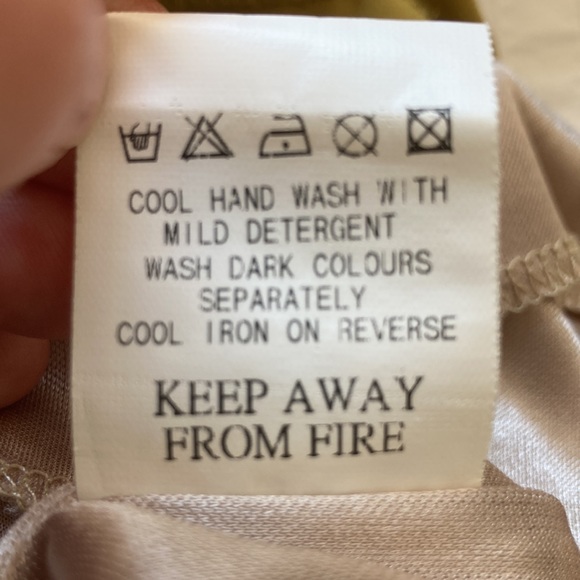 COOL HAND WASH WITH
MILD DETERGENT
WASH DARK COLOURS
SEPARATELY
COOL IRON ON REVERSE
KEEP AWAY
FROM FIRE